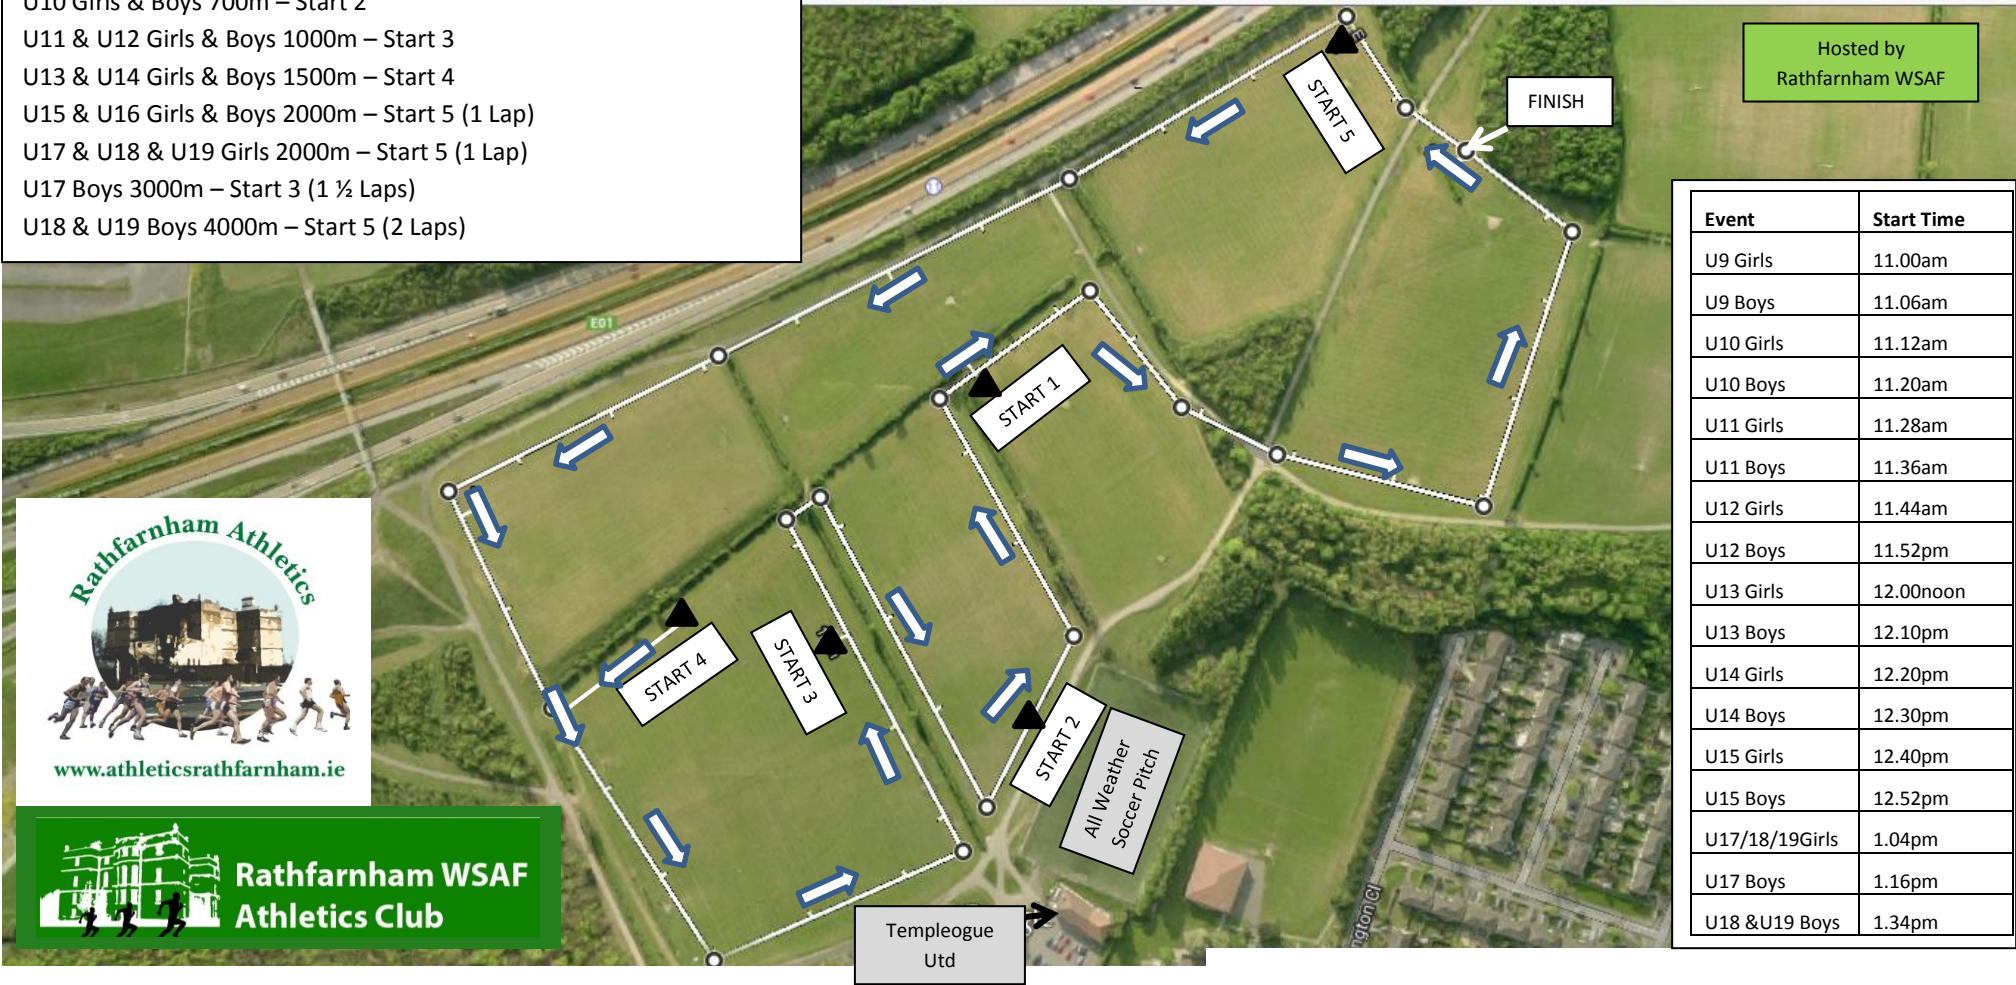 U10 Girls & Boys 700m – Start 2
U11 & U12 Girls & Boys 1000m – Start 3
U13 & U14 Girls & Boys 1500m – Start 4
U15 & U16 Girls & Boys 2000m – Start 5 (1 Lap)
U17 & U18 & U19 Girls 2000m – Start 5 (1 Lap)
U17 Boys 3000m – Start 3 (1 ½ Laps)
U18 & U19 Boys 4000m – Start 5 (2 Laps)
Hosted by
Rathfarnham WSAF
FINISH
START 5
E01
START 1
START 4
START 3
START 2
All Weather
Soccer Pitch
Templeogue
Utd
ngton Cl
Rathfarnham Athletics
www.athleticsrathfarnham.ie
Rathfarnham WSAF
Athletics Club
Event Start Time
U9 Girls 11.00am
U9 Boys 11.06am
U10 Girls 11.12am
U10 Boys 11.20am
U11 Girls 11.28am
U11 Boys 11.36am
U12 Girls 11.44am
U12 Boys 11.52pm
U13 Girls 12.00noon
U13 Boys 12.10pm
U14 Girls 12.20pm
U14 Boys 12.30pm
U15 Girls 12.40pm
U15 Boys 12.52pm
U17/18/19Girls 1.04pm
U17 Boys 1.16pm
U18 &U19 Boys 1.34pm